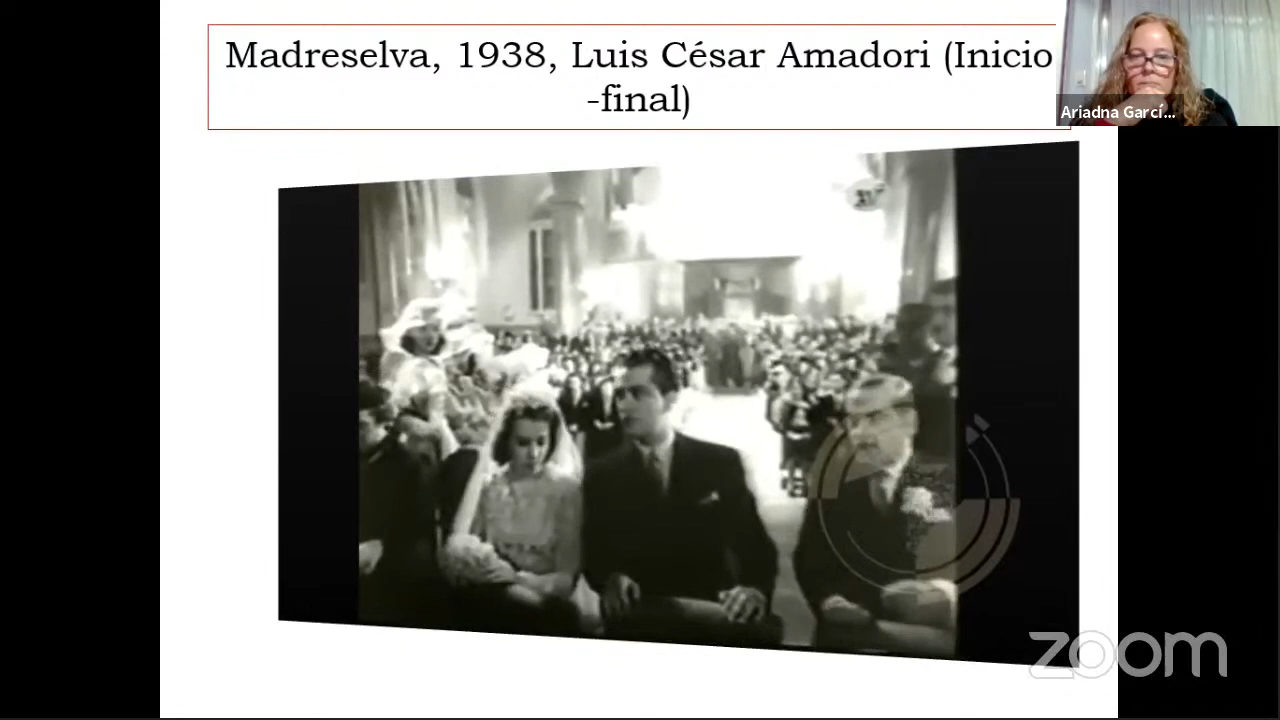 Madreselva, 1938, Luis César Amadori (Inicio
-final)
Ariadna Garcí...
zoom